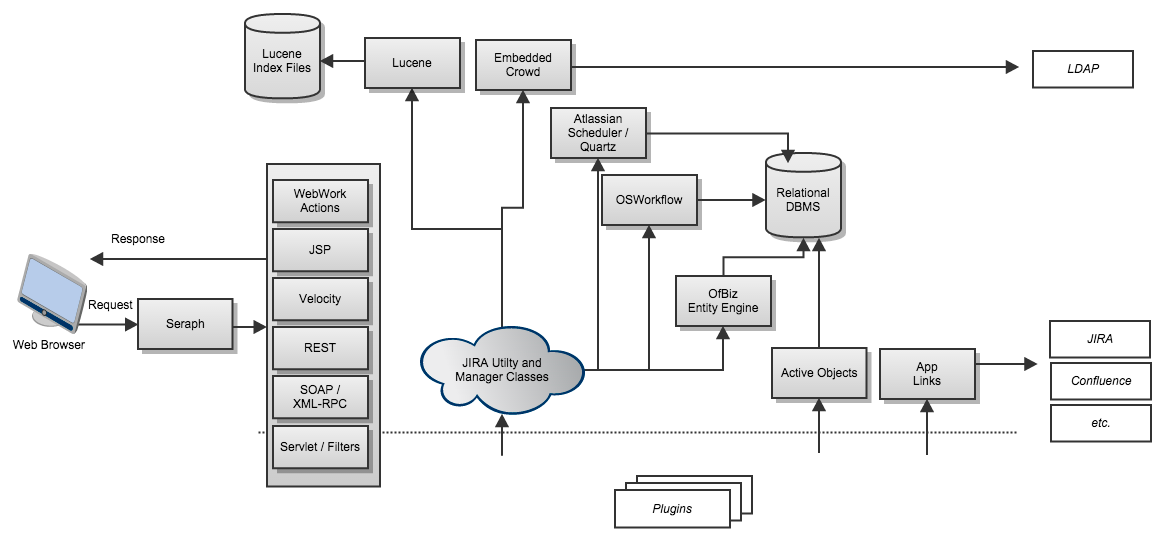 Lucene
Index Files
Lucene
Embedded
Crowd
LDAP
Atlassian
Scheduler /
Quartz
OSWorkflow
Relational
DBMS
WebWork
Actions
JSP
Velocity
REST
SOAP /
XML-RPC
Servlet / Filters
Response
Request
Web Browser
Seraph
OfBiz
Entity Engine
JIRA Utilty and
Manager Classes
Active Objects
App
Links
JIRA
Confluence
etc.
Plugins